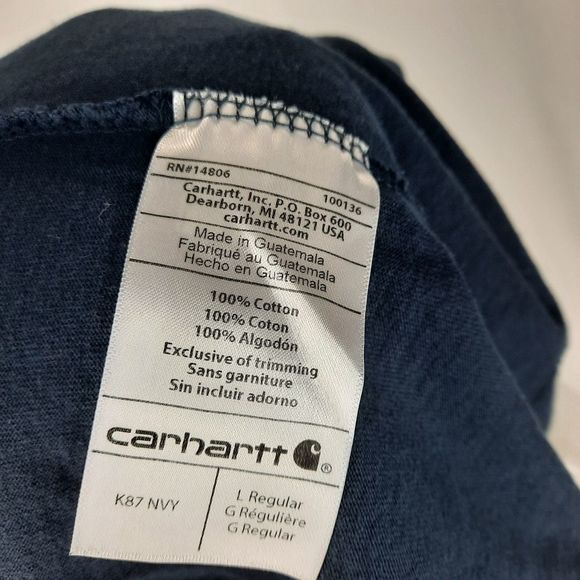 RN#14806 100136
Carhartt, Inc. P.O. Box 600
Dearborn, MI 48121 USA
carhartt.com
Made in Guatemala
Fabriqué au Guatemala
Hecho en Guatemala
100% Cotton
100% Coton
100% Algodón
Exclusive of trimming
Sans garniture
Sin incluir adorno
carhartt ®
K87 NVY
L Regular
G Régulière
G Regular